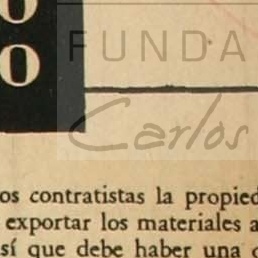 O
O
FUNDA
Carlos
os contratistas la propied
exportar los materiales a
sí que debe haber una